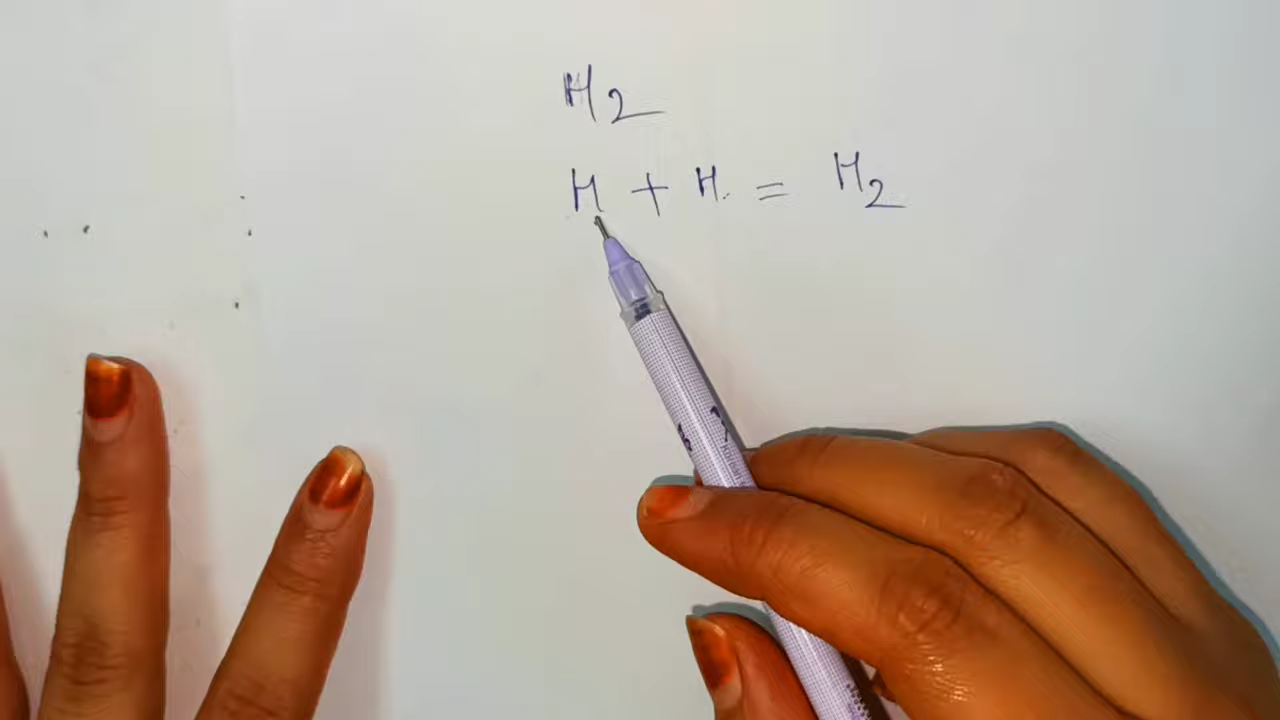 H2
H + H. = H2